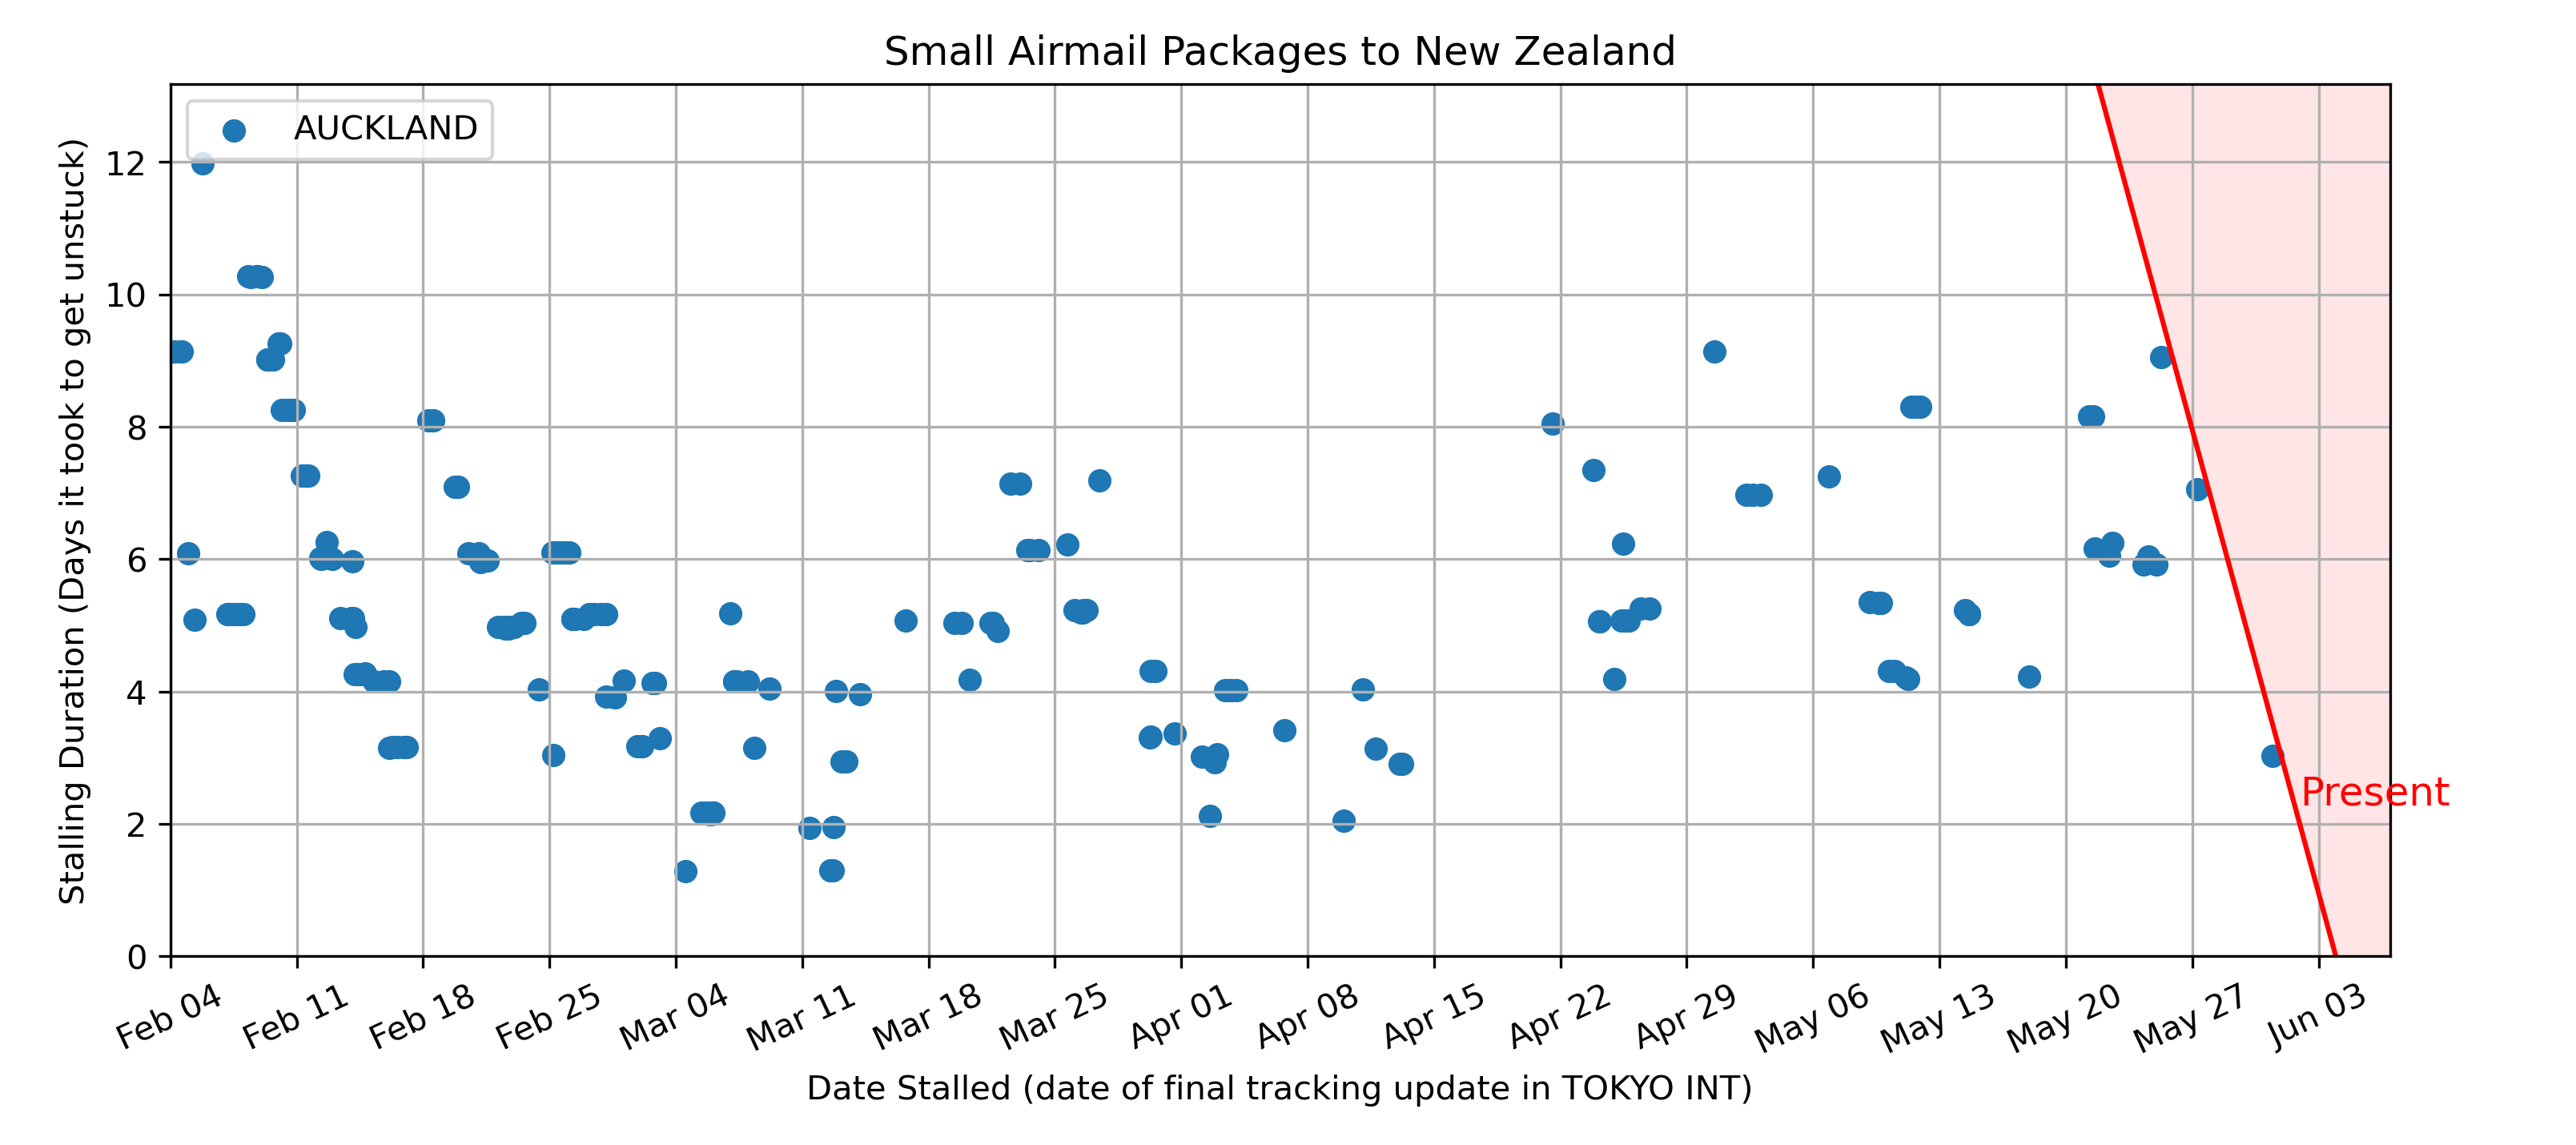 Small Airmail Packages to New Zealand
AUCKLAND
Stalling Duration (Days it took to get unstuck)
12
10
8
6
4
2
0
Present
Feb 04
Feb 11
Feb 18
Feb 25
Mar 04
Mar 11
Mar 18
Mar 25
Apr 01
Apr 08
Apr 15
Apr 22
Apr 29
May 06
May 13
May 20
May 27
Jun 03
Date Stalled (date of final tracking update in TOKYO INT)